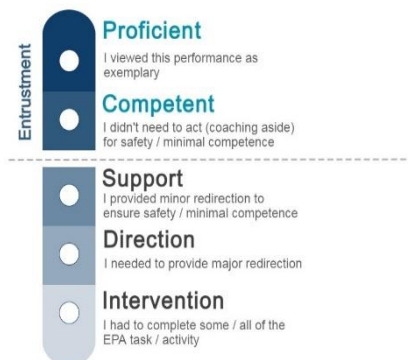 Entrustment
Proficient
I viewed this performance as
exemplary
Competent
I didn't need to act (coaching aside)
for safety / minimal competence
Support
I provided minor redirection to
ensure safety / minimal competence
Direction
I needed to provide major redirection
Intervention
I had to complete some / all of the
EPA task / activity